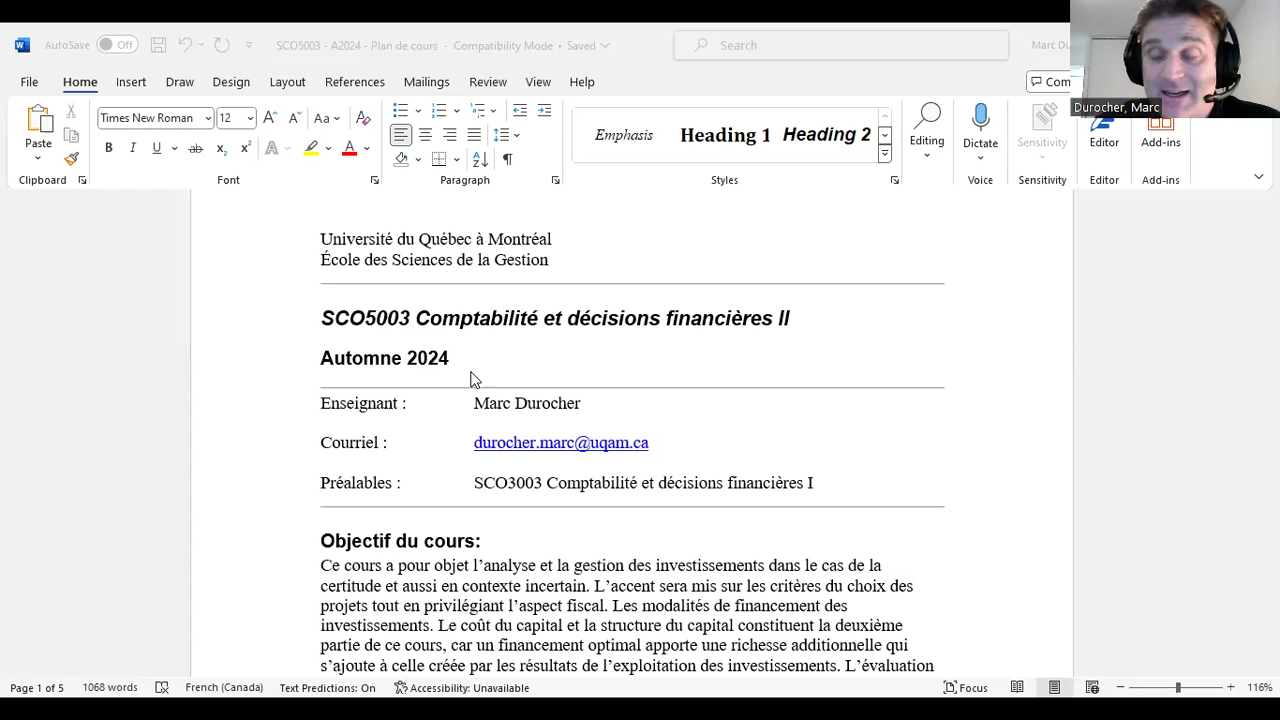 AutoSave Off SCO5003 - A2024 - Plan de cours - Compatibility Mode • Saved Search Marc Du
File Home Insert Draw Design Layout References Mailings Review View Help Com
Durocher, Marc
Times New Roman 12 Aa Emphasis Heading 1 Heading 2
Paste Editing Dictate Sensitivity Editor Add-ins
B I U ab x₂ x² A A
Clipboard Font Paragraph Styles Voice Sensitivity Editor Add-ins
Université du Québec à Montréal
École des Sciences de la Gestion
SCO5003 Comptabilité et décisions financières II
Automne 2024
Enseignant : Marc Durocher
Courriel : durocher.marc@uqam.ca
Préalables : SCO3003 Comptabilité et décisions financières I
Objectif du cours:
Ce cours a pour objet l’analyse et la gestion des investissements dans le cas de la
certitude et aussi en contexte incertain. L’accent sera mis sur les critères du choix des
projets tout en privilégiant l’aspect fiscal. Les modalités de financement des
investissements. Le coût du capital et la structure du capital constituent la deuxième
partie de ce cours, car un financement optimal apporte une richesse additionnelle qui
s’ajoute à celle créée par les résultats de l’exploitation des investissements. L’évaluation
Page 1 of 5 1068 words French (Canada) Text Predictions: On Accessibility: Unavailable Focus 116%